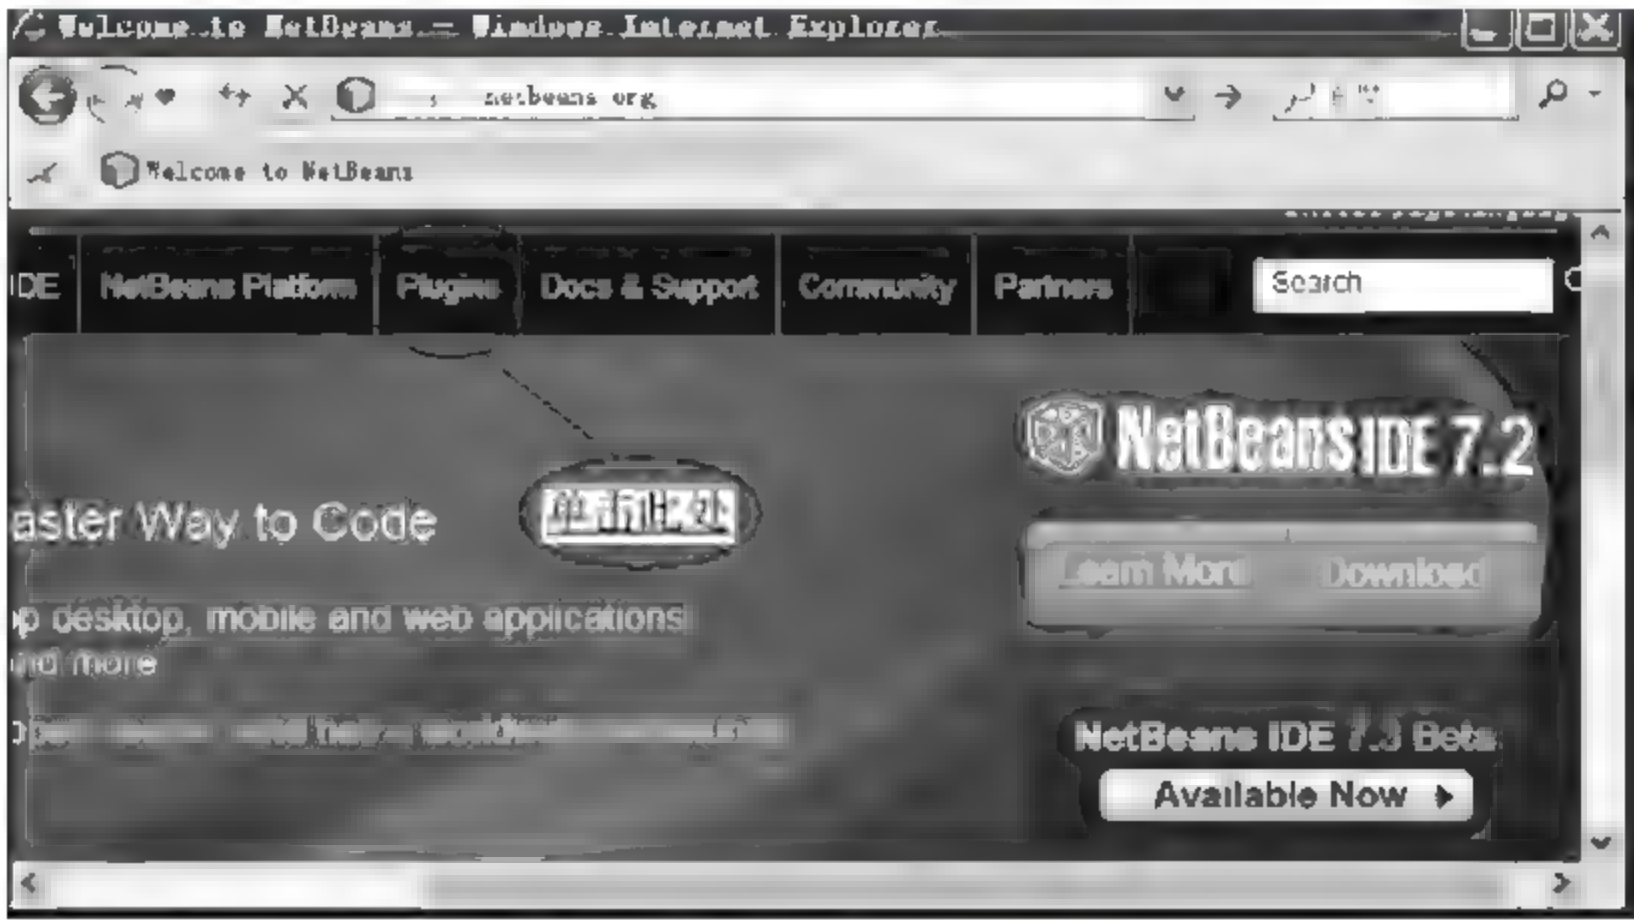 Welcome to NetBeans - Windows Internet Explorer
netbeans org
Welcome to NetBeans
IDE NetBeans Platform Plugins Docs & Support Community Partners Search
NetBeans IDE 7.2
aster Way to Code
Learn More Download
p desktop, mobile and web applications
nd more
NetBeans IDE 7.3 Beta
Available Now